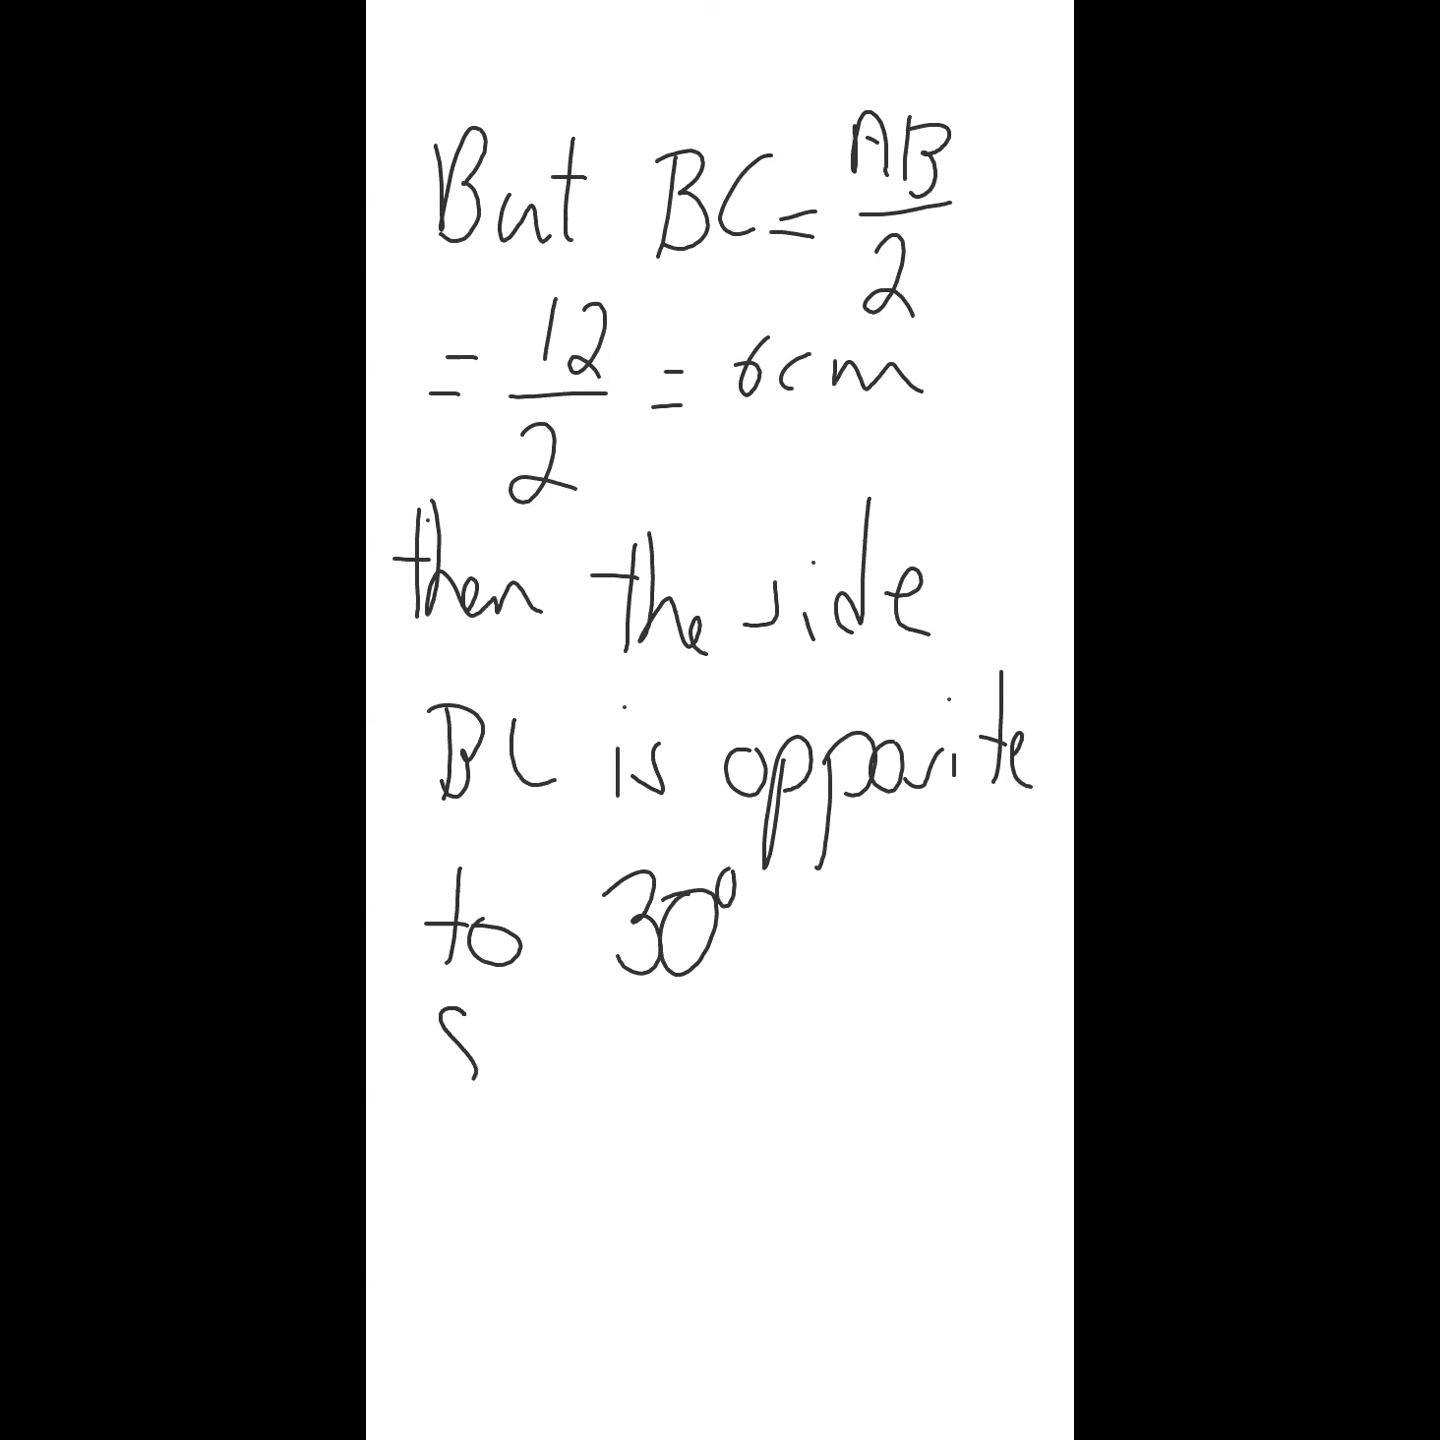 But BC = AB/2
= 12/2 = 6cm
then the side
BC is opposite
to 30°